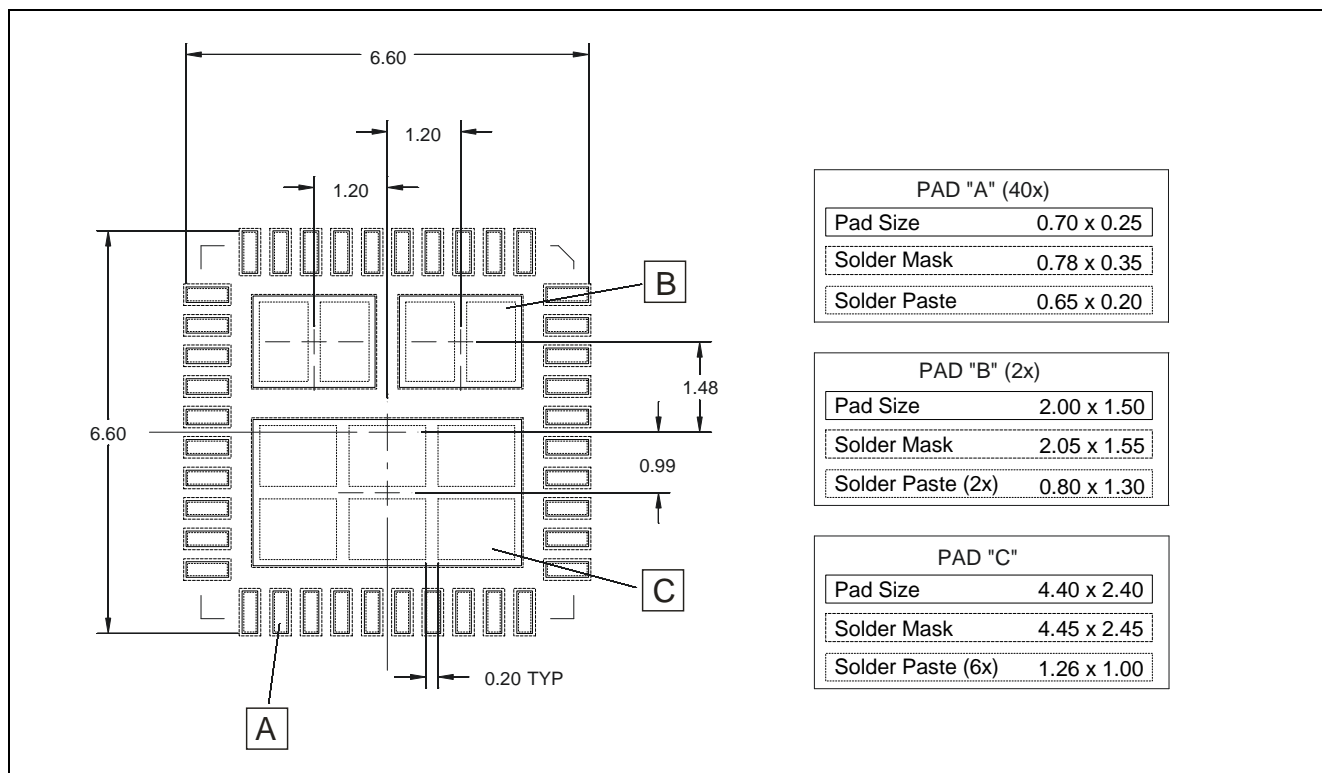 6.60
1.20
1.20
PAD "A" (40x)
Pad Size 0.70 x 0.25
Solder Mask 0.78 x 0.35
Solder Paste 0.65 x 0.20
B
1.48
PAD "B" (2x)
Pad Size 2.00 x 1.50
Solder Mask 2.05 x 1.55
Solder Paste (2x) 0.80 x 1.30
6.60
0.99
PAD "C"
Pad Size 4.40 x 2.40
Solder Mask 4.45 x 2.45
Solder Paste (6x) 1.26 x 1.00
C
0.20 TYP
A